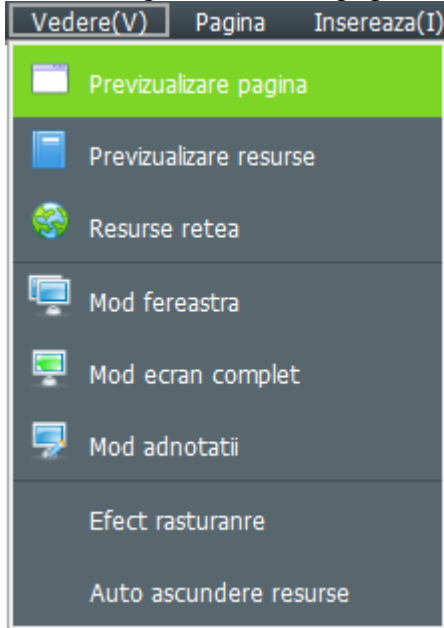 Vedere(V) Pagina Insereaza(I)
Previzualizare pagina
Previzualizare resurse
Resurse retea
Mod fereastra
Mod ecran complet
Mod adnotatii
Efect rasturanre
Auto ascundere resurse